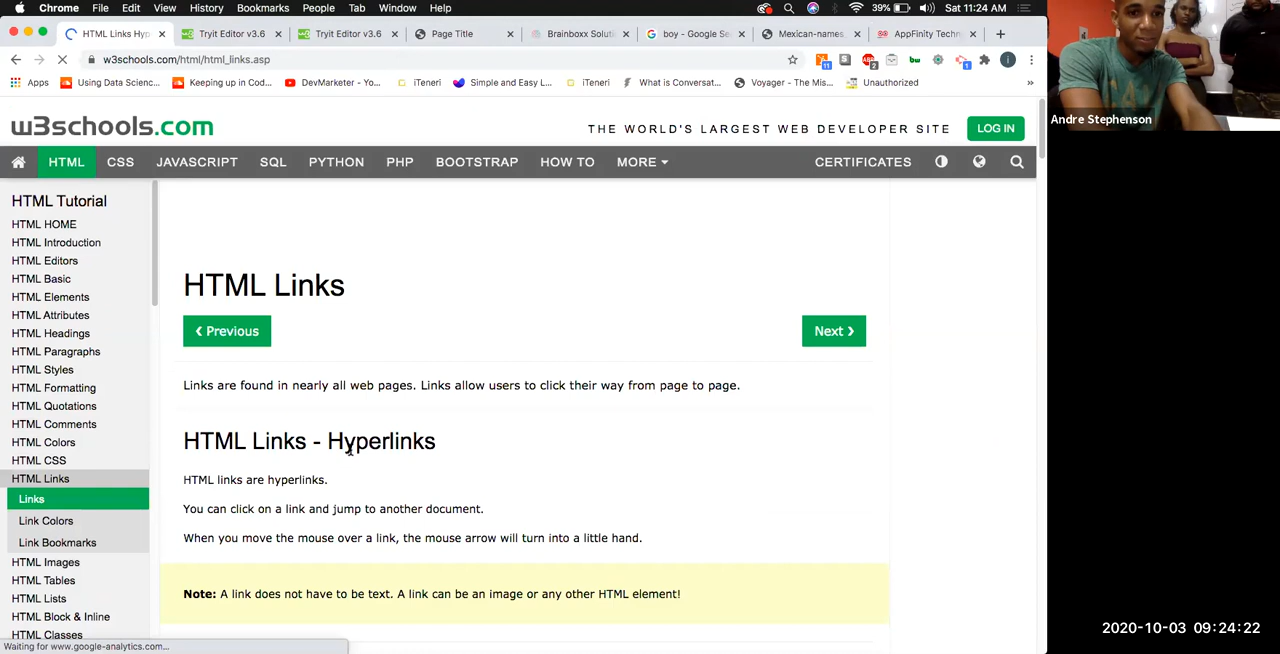 Chrome File Edit View History Bookmarks People Tab Window Help 39% Sat 11:24 AM
HTML Links Hyp Tryit Editor v3.6 Tryit Editor v3.6 Page Title Brainboxx Soluti boy - Google Se Mexican-names, AppFinity Techn
w3schools.com/html/html_links.asp
Apps Using Data Scienc... Keeping up in Cod... DevMarketer - Yo... iTeneri Simple and Easy L... iTeneri What is Conversat... Voyager - The Mis... Unauthorized »
Andre Stephenson
w3schools.com THE WORLD'S LARGEST WEB DEVELOPER SITE LOG IN
HTML CSS JAVASCRIPT SQL PYTHON PHP BOOTSTRAP HOW TO MORE CERTIFICATES
HTML Tutorial
HTML HOME
HTML Introduction
HTML Editors
HTML Basic
HTML Elements
HTML Attributes
HTML Headings
HTML Paragraphs
HTML Styles
HTML Formatting
HTML Quotations
HTML Comments
HTML Colors
HTML CSS
HTML Links
Links
Link Colors
Link Bookmarks
HTML Images
HTML Tables
HTML Lists
HTML Block & Inline
HTML Classes
HTML Links
❮ Previous Next ❯
Links are found in nearly all web pages. Links allow users to click their way from page to page.
HTML Links - Hyperlinks
HTML links are hyperlinks.
You can click on a link and jump to another document.
When you move the mouse over a link, the mouse arrow will turn into a little hand.
Note: A link does not have to be text. A link can be an image or any other HTML element!
Waiting for www.google-analytics.com...
2020-10-03 09:24:22